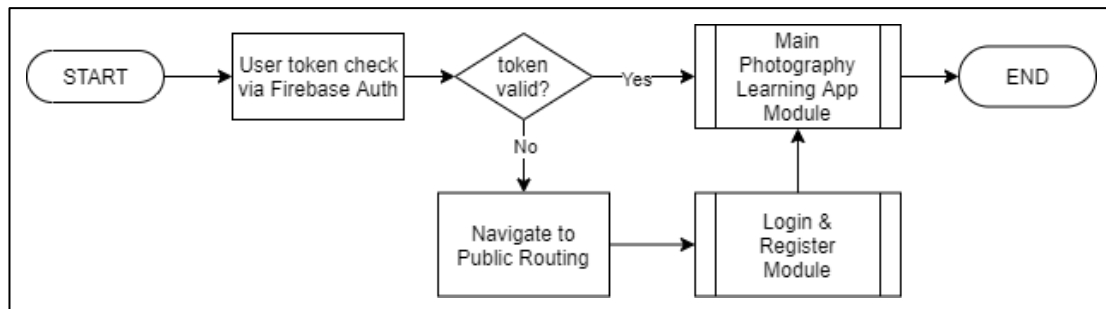 START
User token check
via Firebase Auth
token
valid?
Yes
Main
Photography
Learning App
Module
END
No
Navigate to
Public Routing
Login &
Register
Module